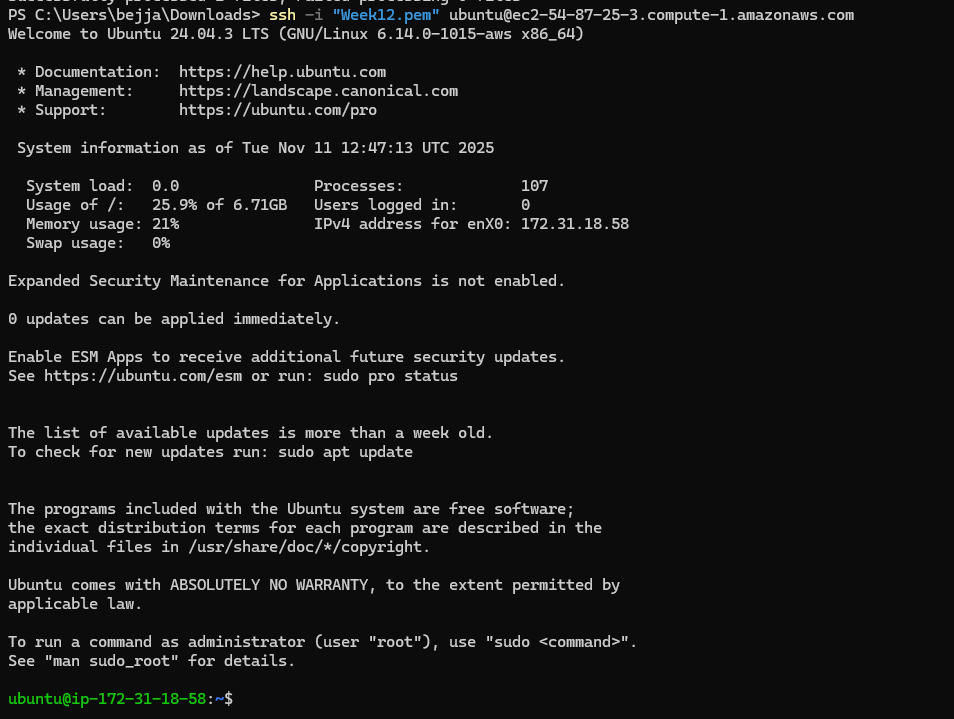 PS C:\Users\bejja\Downloads> ssh -i "Week12.pem" ubuntu@ec2-54-87-25-3.compute-1.amazonaws.com
Welcome to Ubuntu 24.04.3 LTS (GNU/Linux 6.14.0-1015-aws x86_64)

 * Documentation:  https://help.ubuntu.com
 * Management:     https://landscape.canonical.com
 * Support:        https://ubuntu.com/pro

 System information as of Tue Nov 11 12:47:13 UTC 2025

  System load:  0.0               Processes:             107
  Usage of /:   25.9% of 6.71GB   Users logged in:       0
  Memory usage: 21%               IPv4 address for enX0: 172.31.18.58
  Swap usage:   0%

Expanded Security Maintenance for Applications is not enabled.

0 updates can be applied immediately.

Enable ESM Apps to receive additional future security updates.
See https://ubuntu.com/esm or run: sudo pro status

The list of available updates is more than a week old.
To check for new updates run: sudo apt update

The programs included with the Ubuntu system are free software;
the exact distribution terms for each program are described in the
individual files in /usr/share/doc/*/copyright.

Ubuntu comes with ABSOLUTELY NO WARRANTY, to the extent permitted by
applicable law.

To run a command as administrator (user "root"), use "sudo <command>".
See "man sudo_root" for details.

ubuntu@ip-172-31-18-58:~$